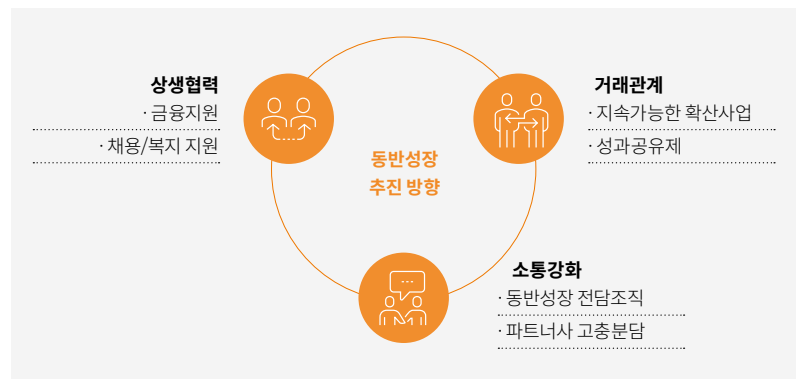 상생협력
· 금융지원
· 채용/복지 지원
거래관계
· 지속가능한 확산사업
· 성과공유제
동반성장
추진 방향
소통강화
· 동반성장 전담조직
· 파트너사 고충분담